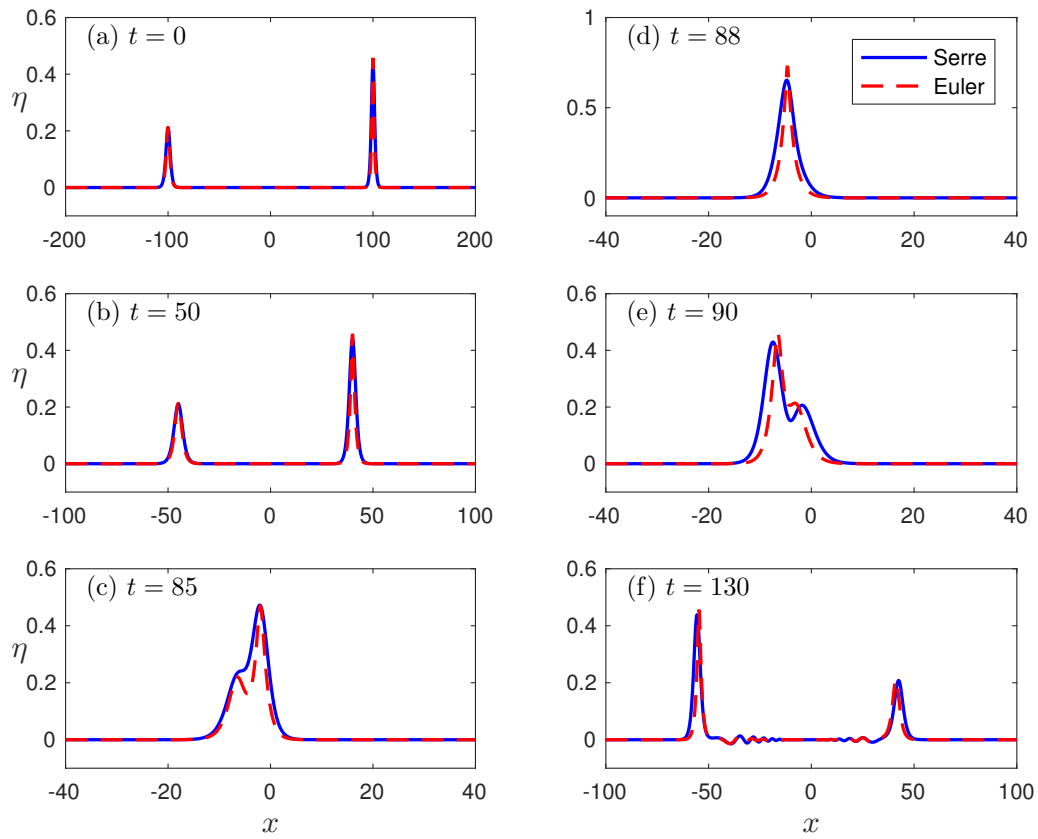 (a) t = 0
η
0.6
0.4
0.2
0
-200 -100 0 100 200
(d) t = 88
Serre
Euler
1
0.5
0
-40 -20 0 20 40
(b) t = 50
η
0.6
0.4
0.2
0
-100 -50 0 50 100
(e) t = 90
0.6
0.4
0.2
0
-40 -20 0 20 40
(c) t = 85
η
0.6
0.4
0.2
0
-40 -20 0 20 40
x
(f) t = 130
0.6
0.4
0.2
0
-100 -50 0 50 100
x